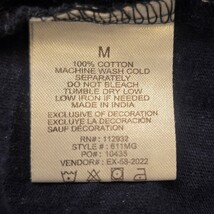 M
100% COTTON
MACHINE WASH COLD
SEPARATELY
DO NOT BLEACH
TUMBLE DRY LOW
LOW IRON IF NEEDED
MADE IN INDIA
EXCLUSIVE OF DECORATION
EXCLUYE LA DECORACIÓN
SAUF DÉCORATION
RN#: 112932
STYLE #: 611MG
PO#: 10435
VENDOR#: EX-58-2022